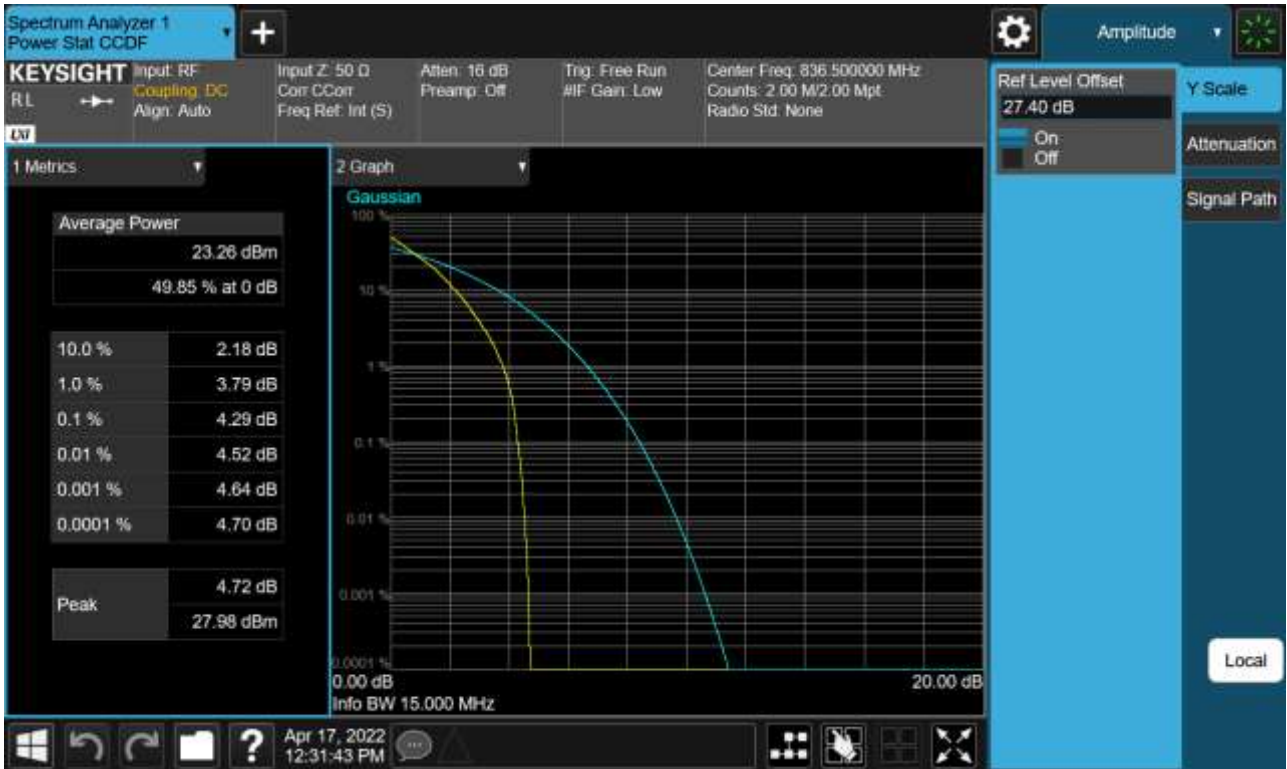 Spectrum Analyzer 1
Power Stat CCDF
+
Amplitude
KEYSIGHT
RL
LXI
Input: RF
Coupling: DC
Align: Auto
Input Z: 50 Ω
Corr CCorr
Freq Ref: Int (S)
Atten: 16 dB
Preamp: Off
Trig: Free Run
#IF Gain: Low
Center Freq: 836.500000 MHz
Counts: 2.00 M/2.00 Mpt
Radio Std: None
Ref Level Offset
27.40 dB
On
Off
Y Scale
Attenuation
Signal Path
1 Metrics
Average Power
23.26 dBm
49.85 % at 0 dB
10.0 % 2.18 dB
1.0 % 3.79 dB
0.1 % 4.29 dB
0.01 % 4.52 dB
0.001 % 4.64 dB
0.0001 % 4.70 dB
Peak
4.72 dB
27.98 dBm
2 Graph
Gaussian
100 %
10 %
1 %
0.1 %
0.01 %
0.001 %
0.0001 %
0.00 dB 20.00 dB
Info BW 15.000 MHz
Local
?
Apr 17, 2022
12:31:43 PM